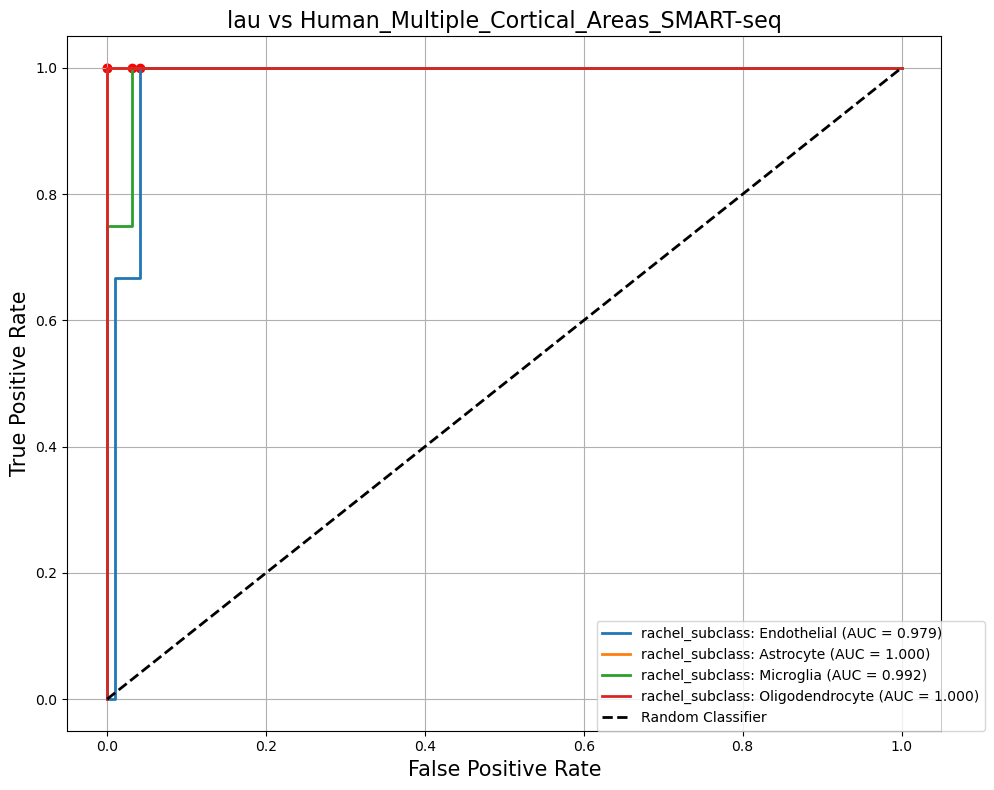 lau vs Human_Multiple_Cortical_Areas_SMART-seq
True Positive Rate
1.0
0.8
0.6
0.4
0.2
0.0
rachel_subclass: Endothelial (AUC = 0.979)
rachel_subclass: Astrocyte (AUC = 1.000)
rachel_subclass: Microglia (AUC = 0.992)
rachel_subclass: Oligodendrocyte (AUC = 1.000)
Random Classifier
0.0 0.2 0.4 0.6 0.8 1.0
False Positive Rate